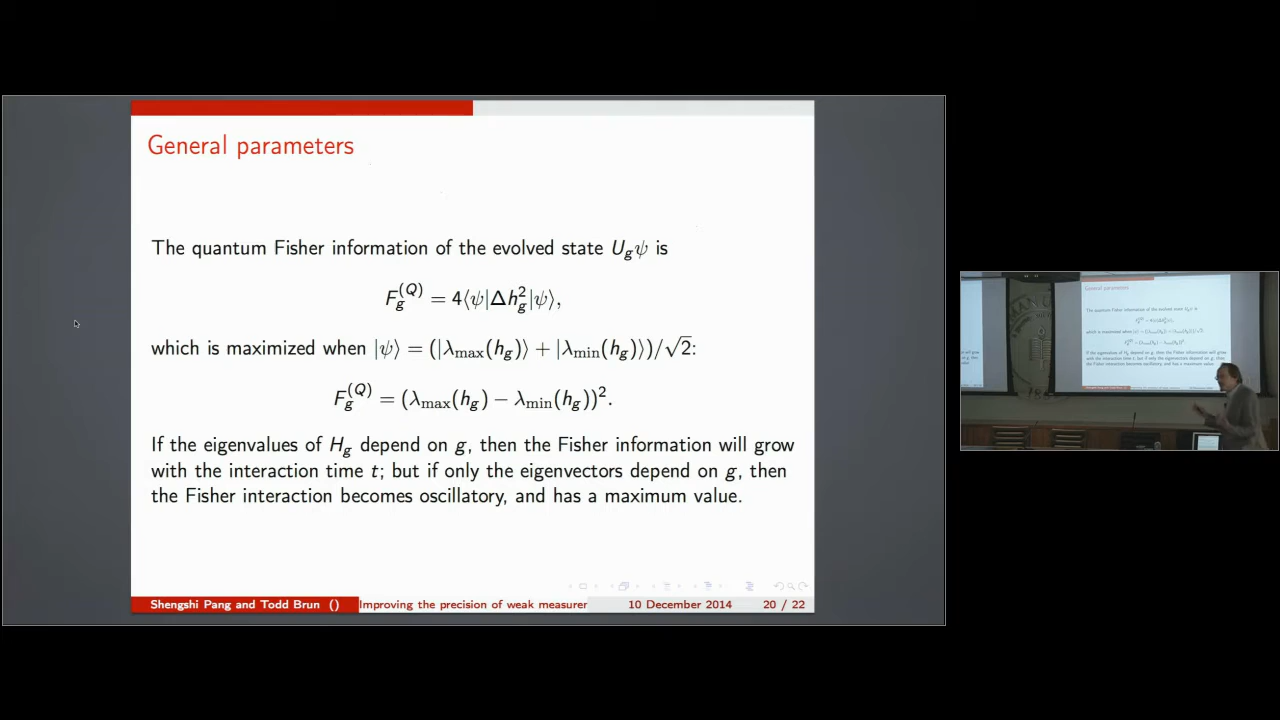 General parameters
The quantum Fisher information of the evolved state U_gψ is
F_g^{(Q)} = 4⟨ψ|Δh_g^2|ψ⟩,
which is maximized when |ψ⟩ = (|λ_max(h_g)⟩ + |λ_min(h_g)⟩)/√2:
F_g^{(Q)} = (λ_max(h_g) − λ_min(h_g))^2.
If the eigenvalues of H_g depend on g, then the Fisher information will grow
with the interaction time t; but if only the eigenvectors depend on g, then
the Fisher interaction becomes oscillatory, and has a maximum value.
Shengshi Pang and Todd Brun () Improving the precision of weak measurer 10 December 2014 20 / 22
General parameters